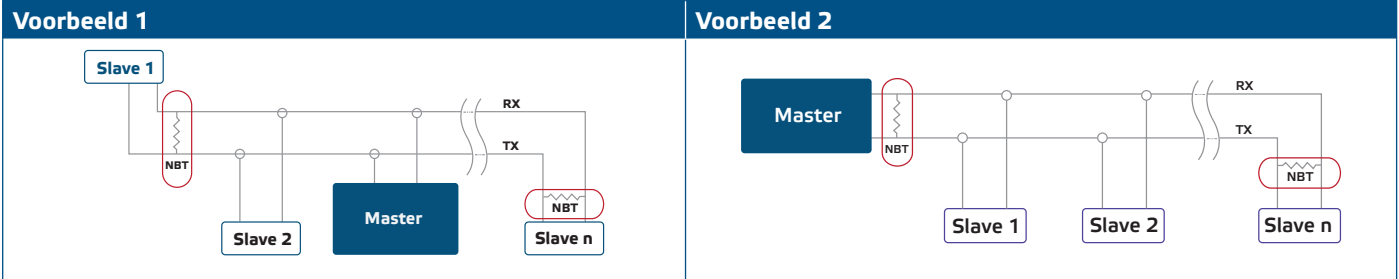 Voorbeeld 1
Slave 1
RX
TX
NBT
NBT
Master
Slave 2
Slave n
Voorbeeld 2
RX
Master
TX
NBT
NBT
Slave 1
Slave 2
Slave n